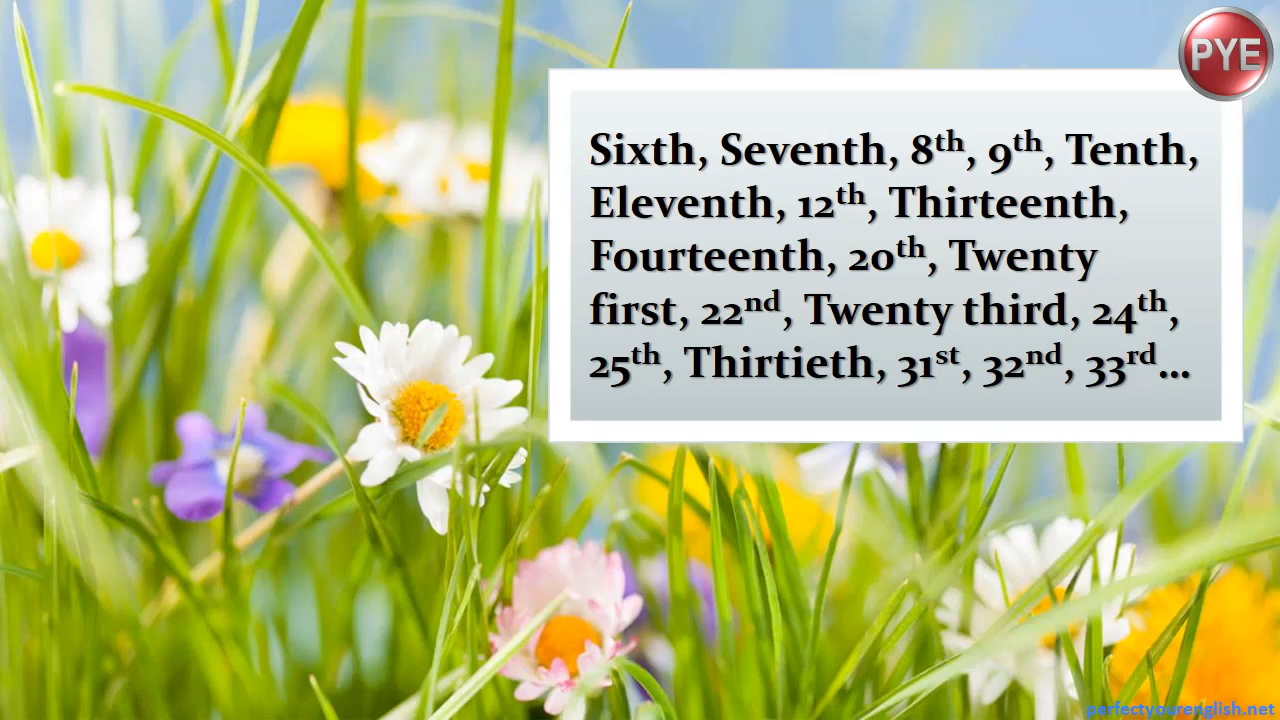 PYE
Sixth, Seventh, 8th, 9th, Tenth,
Eleventh, 12th, Thirteenth,
Fourteenth, 20th, Twenty
first, 22nd, Twenty third, 24th,
25th, Thirtieth, 31st, 32nd, 33rd...
perfectyourenglish.net